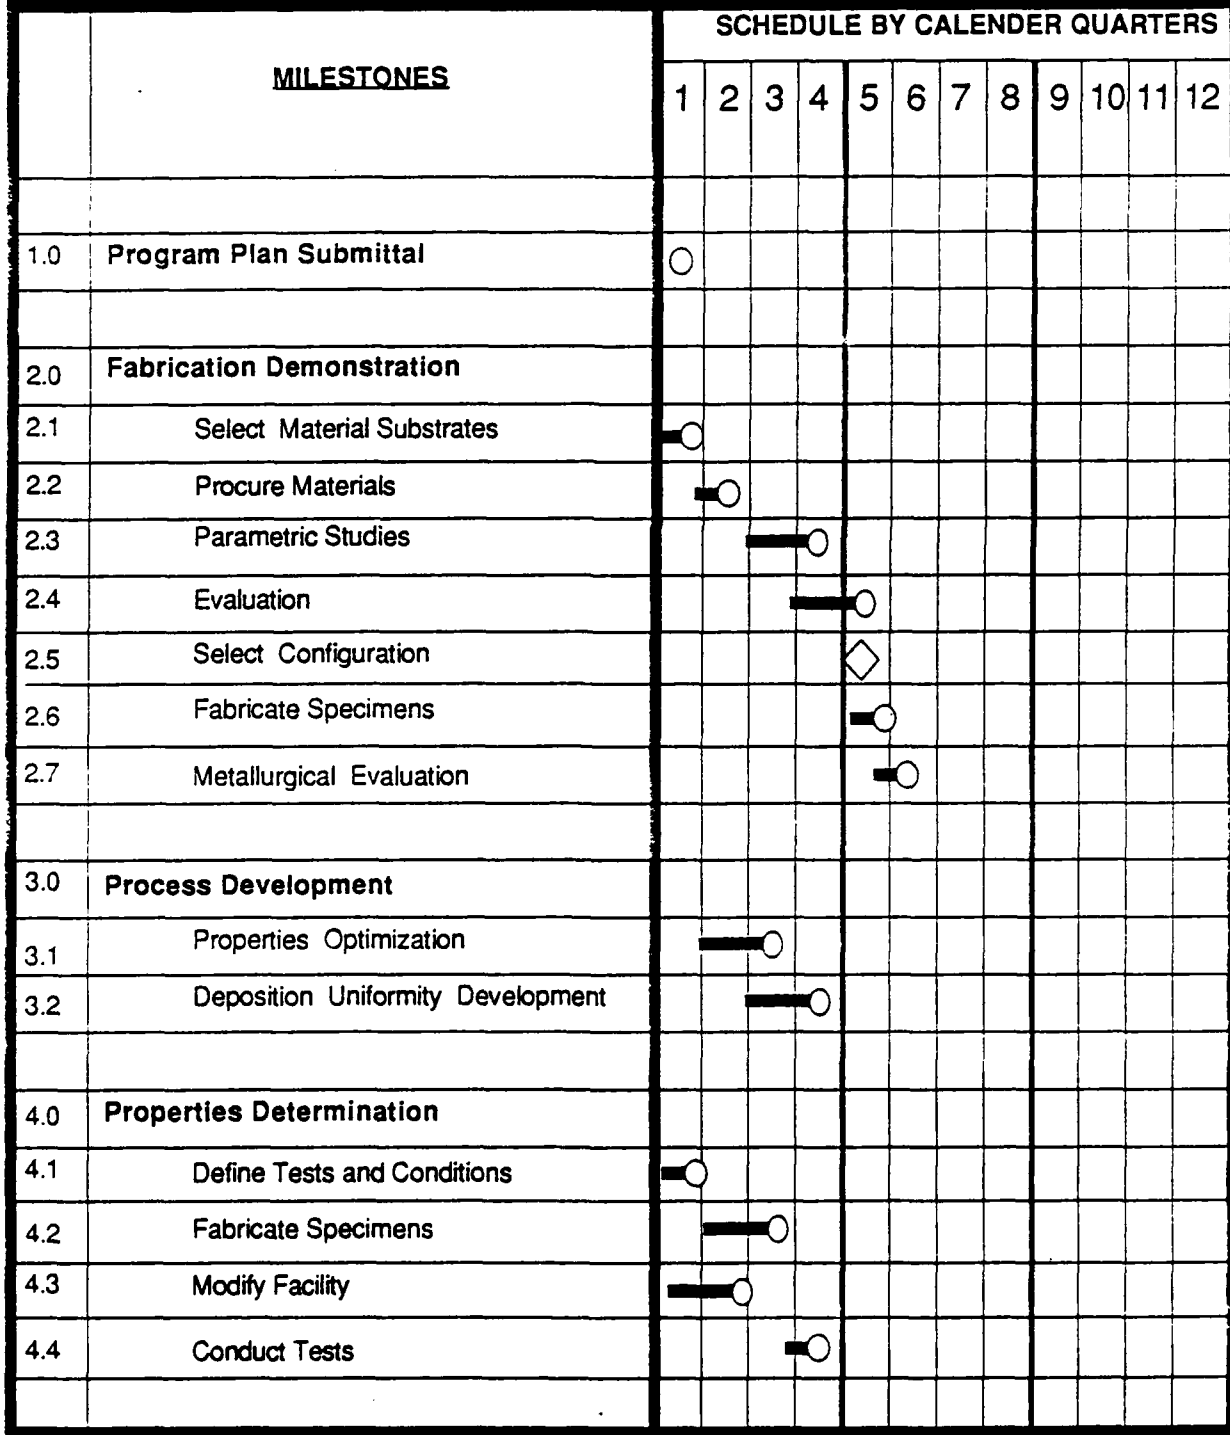 SCHEDULE BY CALENDER QUARTERS
MILESTONES
1 2 3 4 5 6 7 8 9 10 11 12
1.0 Program Plan Submittal
2.0 Fabrication Demonstration
2.1 Select Material Substrates
2.2 Procure Materials
2.3 Parametric Studies
2.4 Evaluation
2.5 Select Configuration
2.6 Fabricate Specimens
2.7 Metallurgical Evaluation
3.0 Process Development
3.1 Properties Optimization
3.2 Deposition Uniformity Development
4.0 Properties Determination
4.1 Define Tests and Conditions
4.2 Fabricate Specimens
4.3 Modify Facility
4.4 Conduct Tests